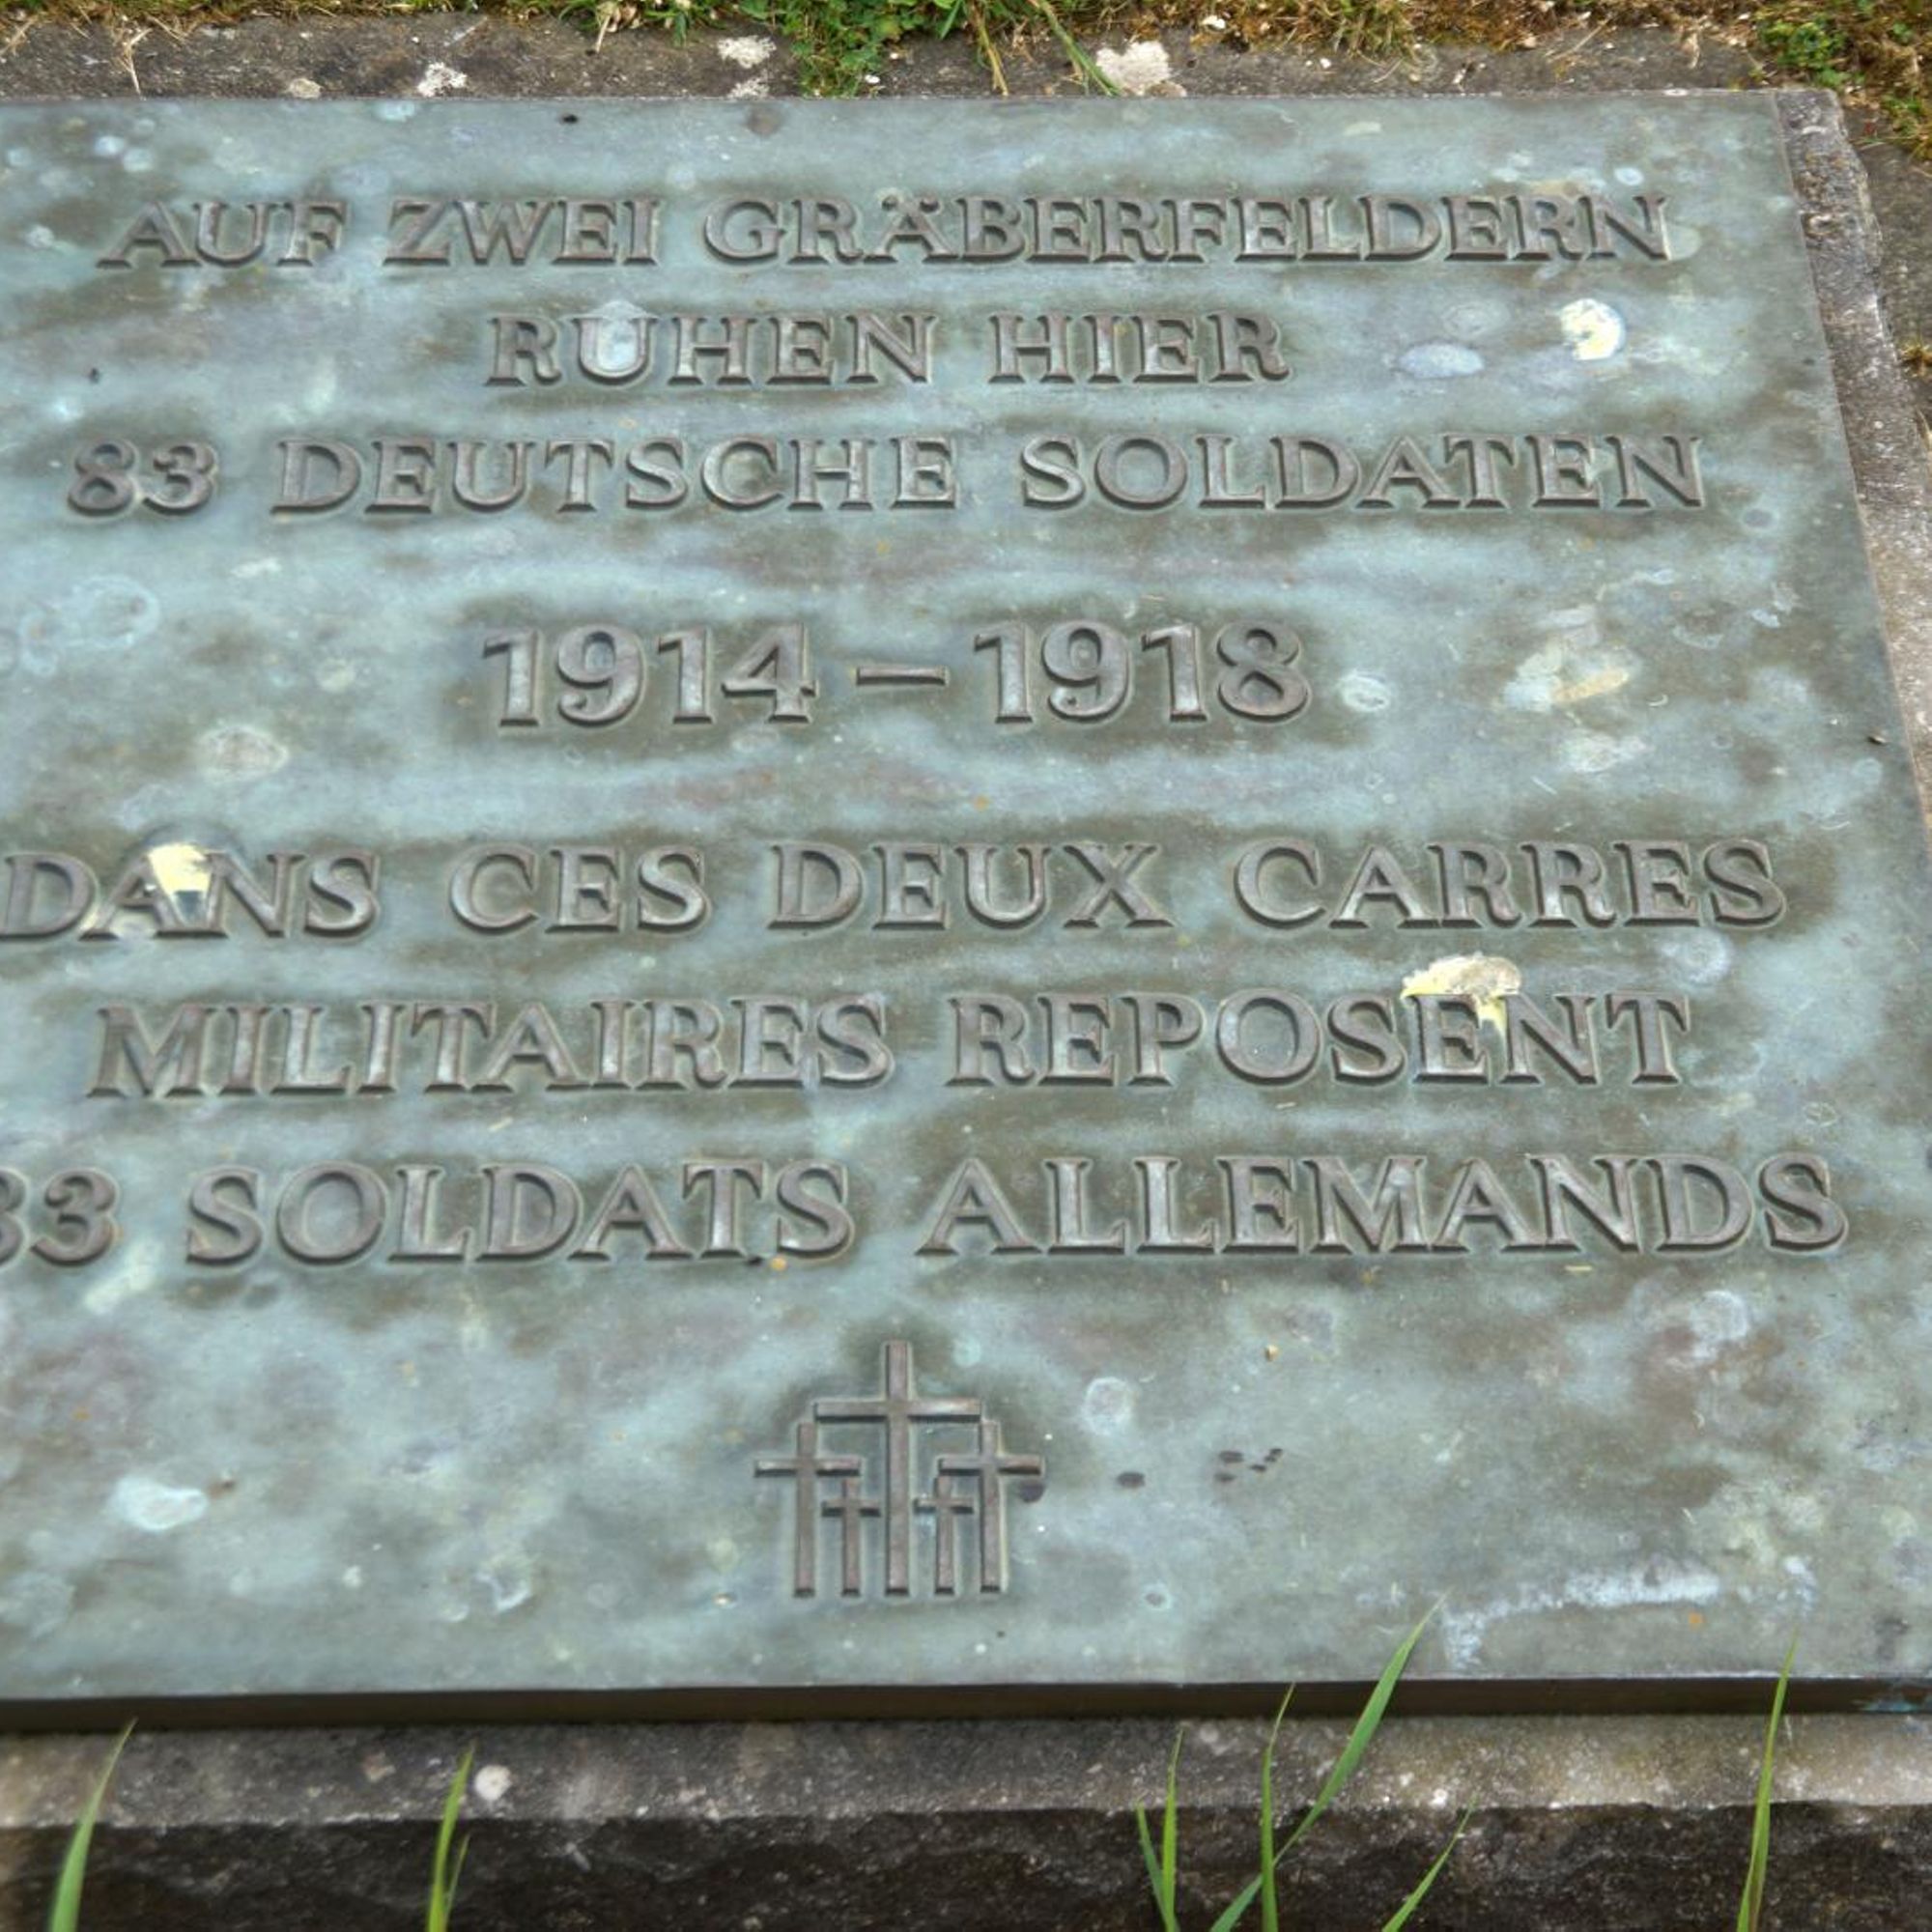 AUF ZWEI GRÄBERFELDERN
RUHEN HIER
83 DEUTSCHE SOLDATEN
1914 – 1918
DANS CES DEUX CARRES
MILITAIRES REPOSENT
83 SOLDATS ALLEMANDS